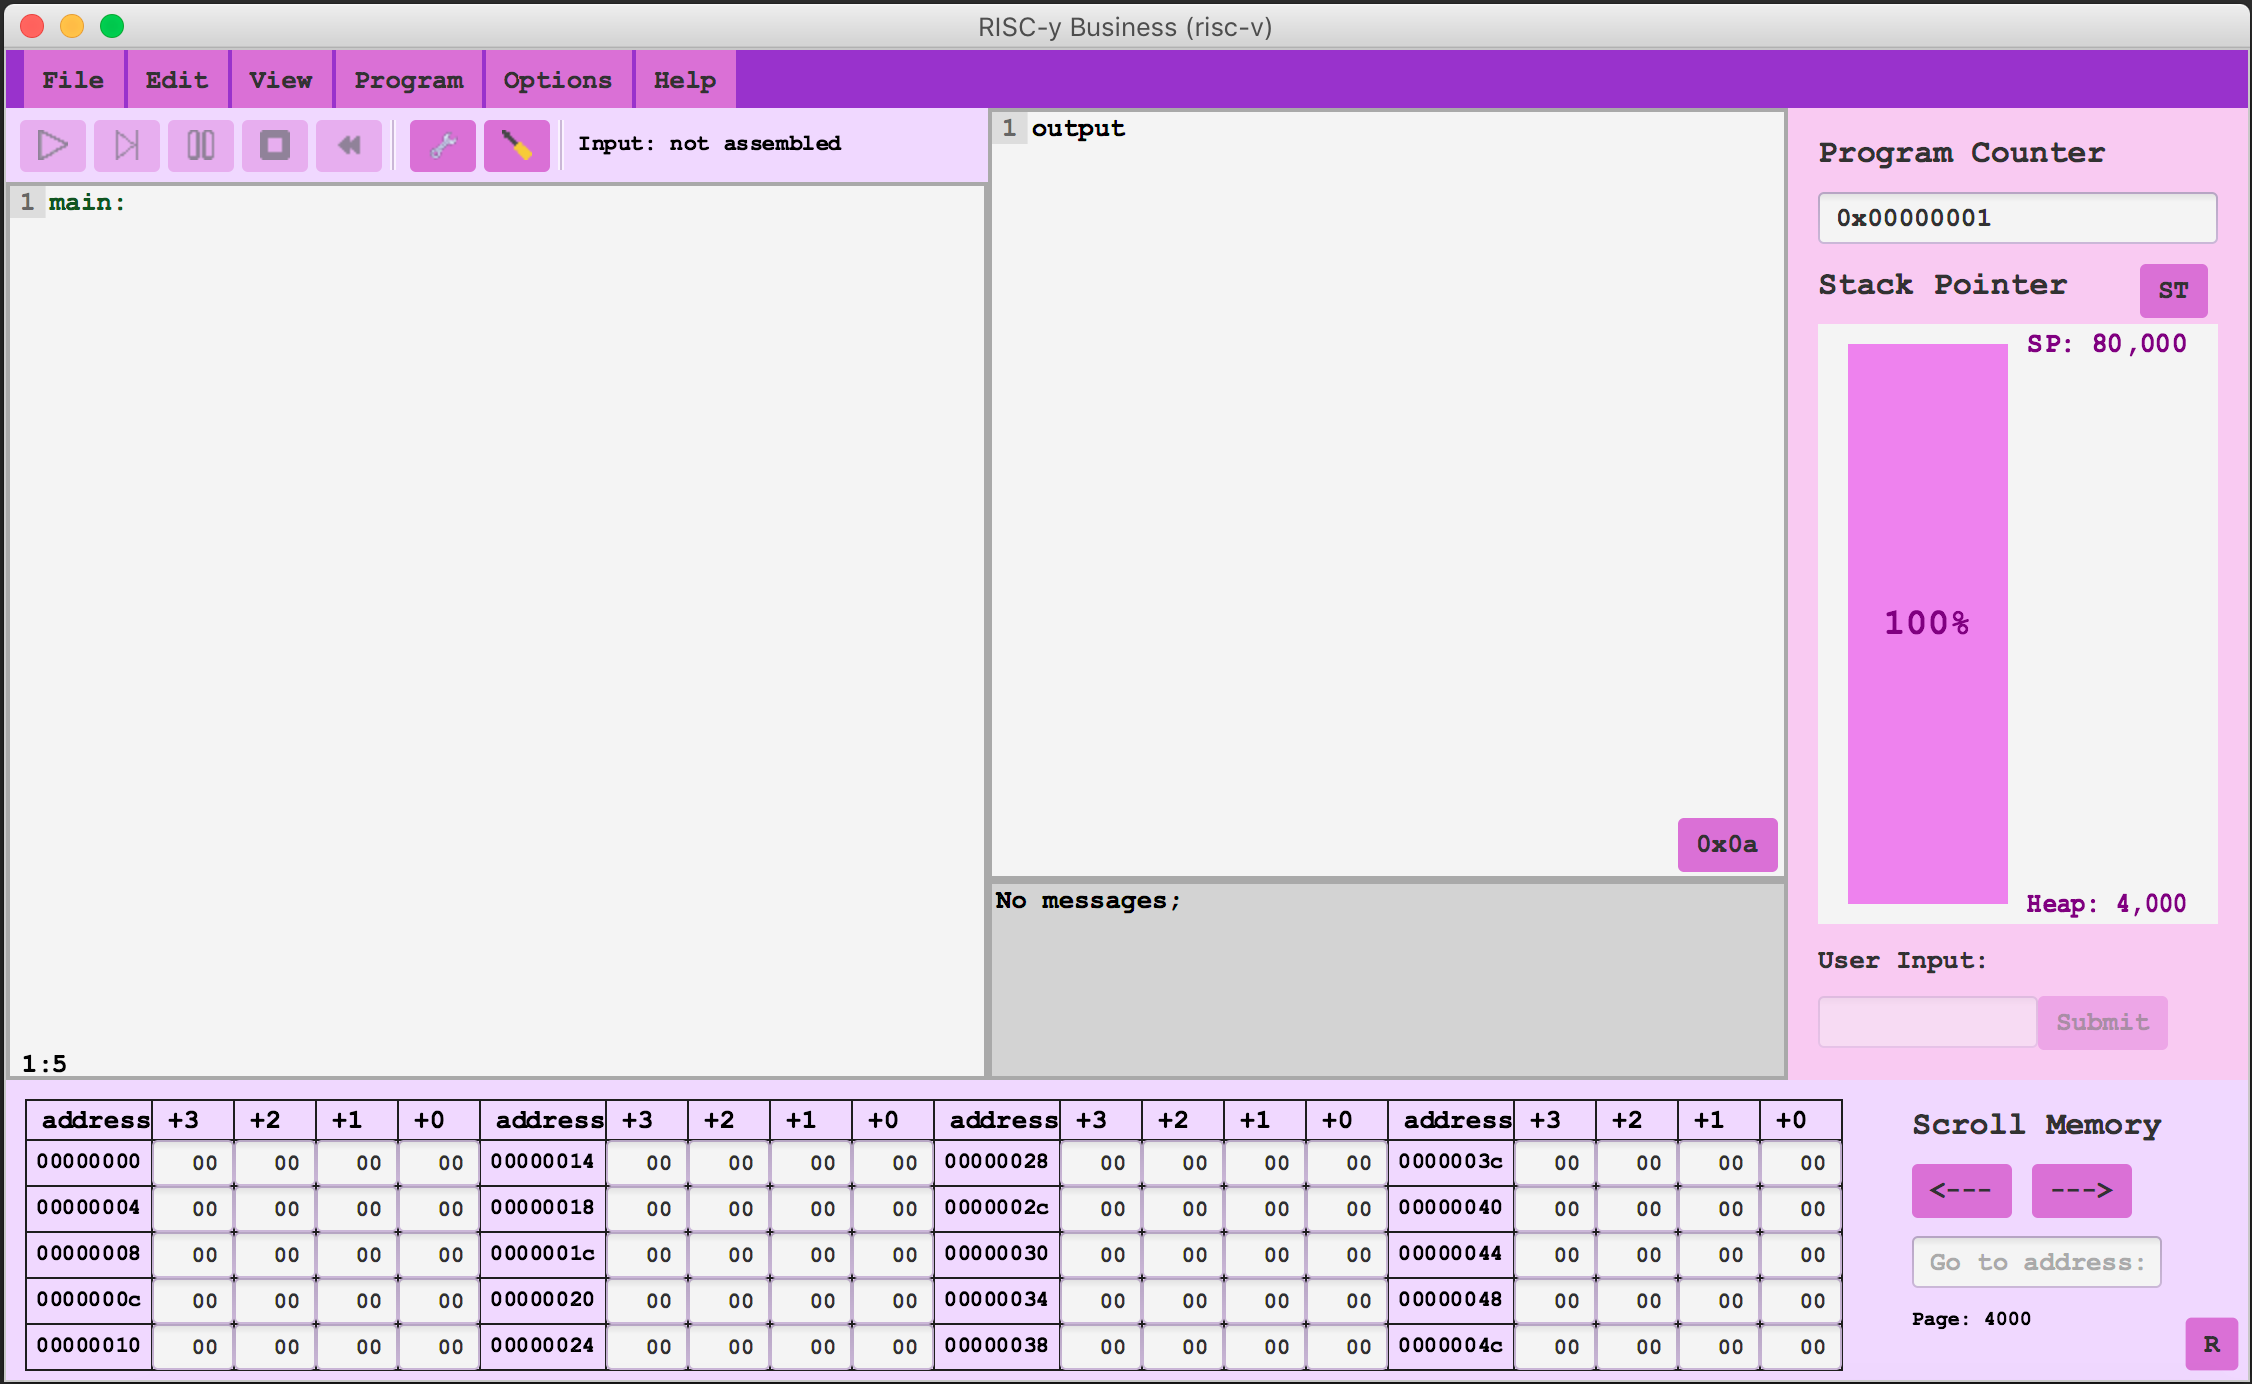 RISC-y Business (risc-v)
File Edit View Program Options Help
Input: not assembled
1 main:
1:5
1 output
0x0a
No messages;
Program Counter
0x00000001
Stack Pointer ST
SP: 80,000
100%
Heap: 4,000
User Input:
Submit
address +3 +2 +1 +0 address +3 +2 +1 +0 address +3 +2 +1 +0 address +3 +2 +1 +0
00000000 00 00 00 00 00000014 00 00 00 00 00000028 00 00 00 00 0000003c 00 00 00 00
00000004 00 00 00 00 00000018 00 00 00 00 0000002c 00 00 00 00 00000040 00 00 00 00
00000008 00 00 00 00 0000001c 00 00 00 00 00000030 00 00 00 00 00000044 00 00 00 00
0000000c 00 00 00 00 00000020 00 00 00 00 00000034 00 00 00 00 00000048 00 00 00 00
00000010 00 00 00 00 00000024 00 00 00 00 00000038 00 00 00 00 0000004c 00 00 00 00
Scroll Memory
<--- --->
Go to address:
Page: 4000
R